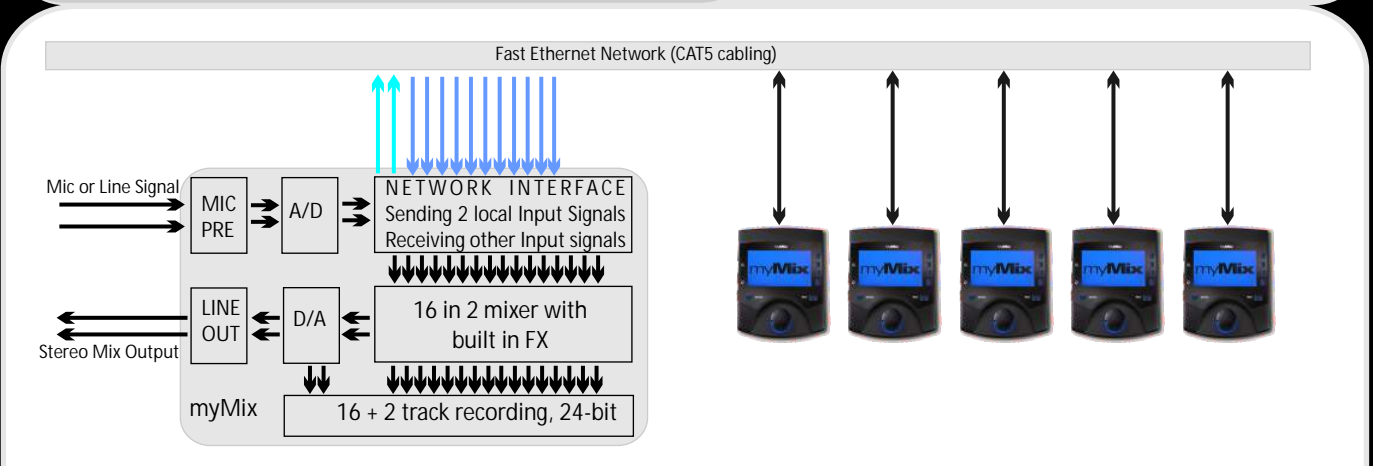 Fast Ethernet Network (CAT5 cabling)
Mic or Line Signal
MIC
PRE
A/D
NETWORK INTERFACE
Sending 2 local Input Signals
Receiving other Input signals
LINE
OUT
D/A
16 in 2 mixer with
built in FX
Stereo Mix Output
myMix
16 + 2 track recording, 24-bit
myMix
myMix
myMix
myMix
myMix